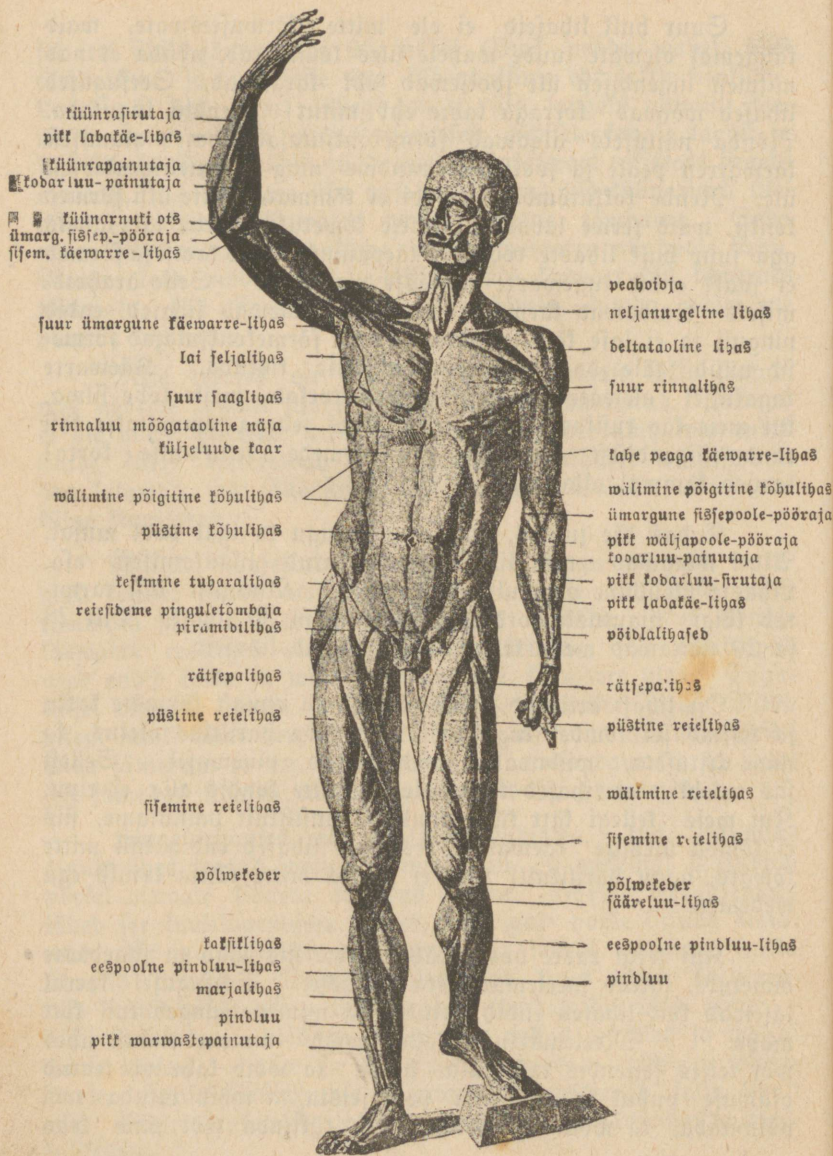 küünrasirutaja
pikk labakäe-lihas
küünrapainutaja
kodarluu-painutaja
küünarnuki ots
ümarg. sissep.-pööraja
sisem. käewarre-lihas
suur ümargune käewarre-lihas
lai seljalihas
suur saaglihas
rinnaluu mõõgataoline näsa
küljeluude kaar
wälimine põigitine kõhulihas
püstine kõhulihas
keskmine tuharalihas
reiesideme pinguletõmbaja
piramidilihas
rätsepalihas
püstine reielihas
sisemine reielihas
põlwekeder
kaksiklihas
eespoolne pindluu-lihas
marjalihas
pindluu
pikk warwastepainutaja
peahoidja
neljanurgeline lihas
deltataoline lihas
suur rinnalihas
kahe peaga käewarre-lihas
wälimine põigitine kõhulihas
ümargune sissepoole-pööraja
pikk wäljapoole-pööraja
kodarluu-painutaja
pikk kodarluu-sirutaja
pikk labakäe-lihas
pöidlalihased
rätsepalihas
püstine reielihas
wälimine reielihas
sisemine reielihas
põlwekeder
sääreluu-lihas
eespoolne pindluu-lihas
pindluu